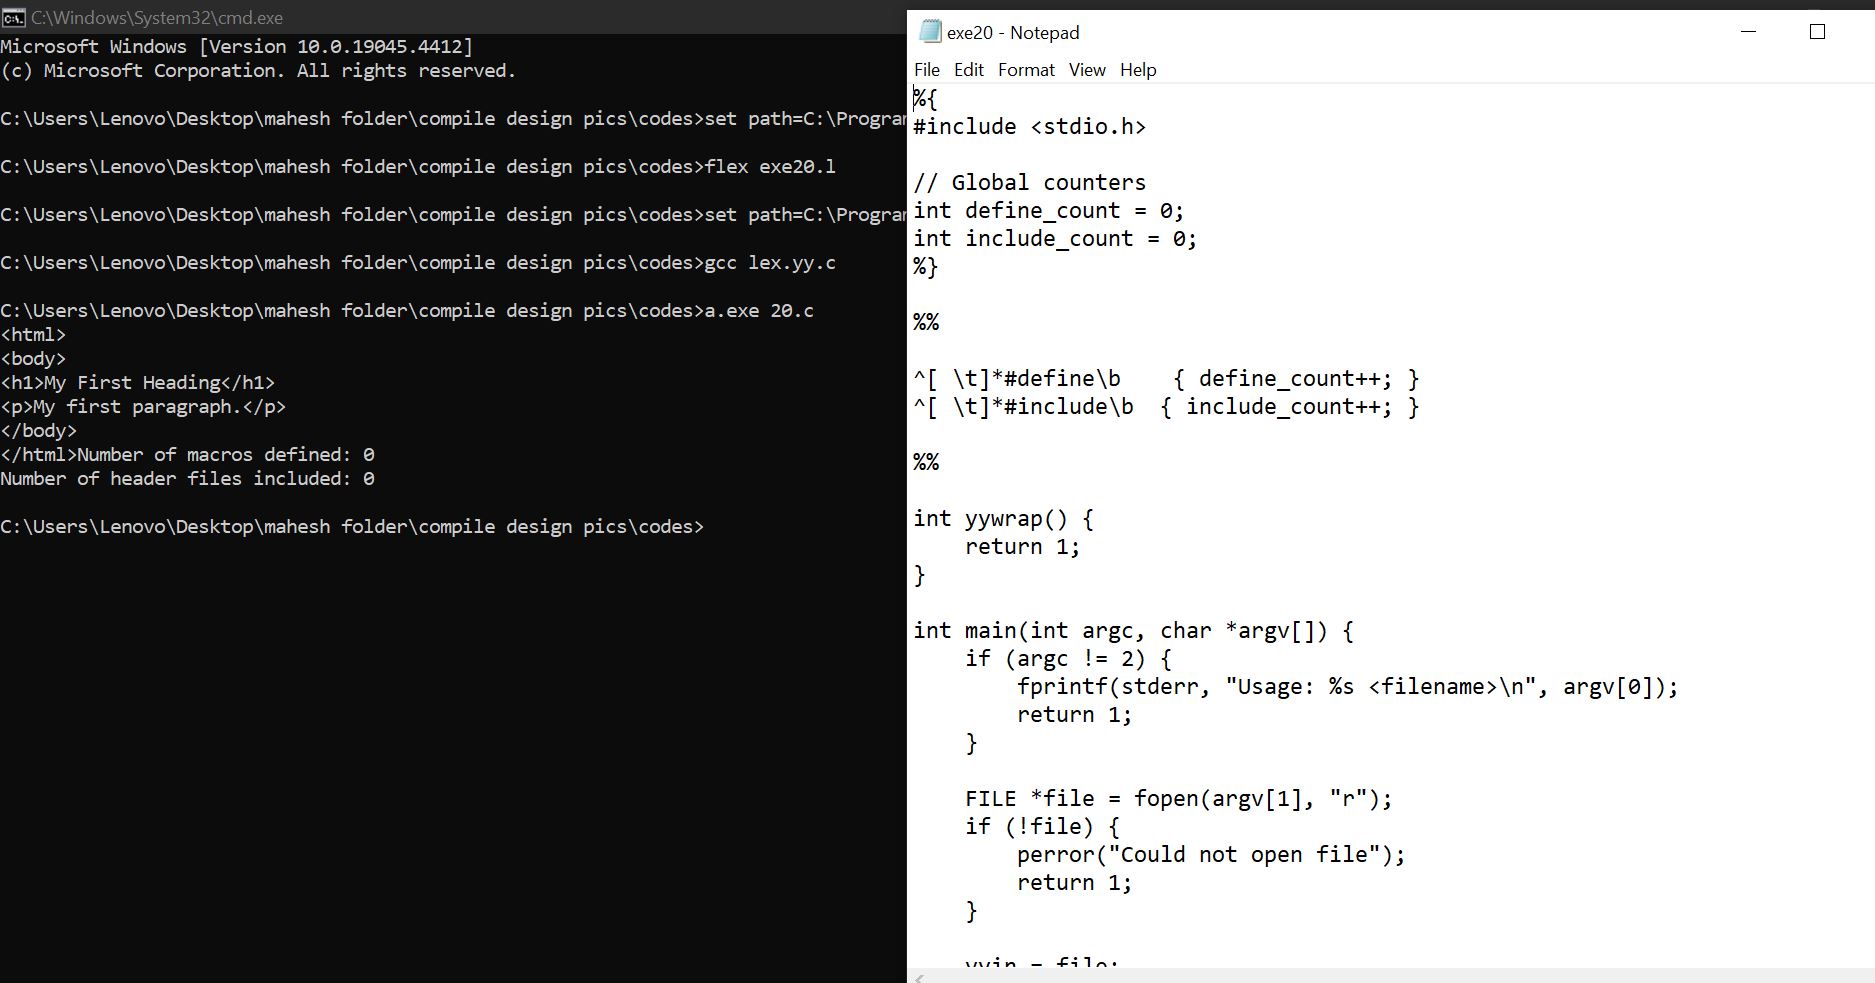 C:\Windows\System32\cmd.exe
Microsoft Windows [Version 10.0.19045.4412]
(c) Microsoft Corporation. All rights reserved.
C:\Users\Lenovo\Desktop\mahesh folder\compile design pics\codes>set path=C:\Program
C:\Users\Lenovo\Desktop\mahesh folder\compile design pics\codes>flex exe20.l
C:\Users\Lenovo\Desktop\mahesh folder\compile design pics\codes>set path=C:\Program
C:\Users\Lenovo\Desktop\mahesh folder\compile design pics\codes>gcc lex.yy.c
C:\Users\Lenovo\Desktop\mahesh folder\compile design pics\codes>a.exe 20.c
<html>
<body>
<h1>My First Heading</h1>
<p>My first paragraph.</p>
</body>
</html>Number of macros defined: 0
Number of header files included: 0
C:\Users\Lenovo\Desktop\mahesh folder\compile design pics\codes>
exe20 - Notepad
File Edit Format View Help
%{
#include <stdio.h>
// Global counters
int define_count = 0;
int include_count = 0;
%}
%%
^[ \t]*#define\b    { define_count++; }
^[ \t]*#include\b  { include_count++; }
%%
int yywrap() {
    return 1;
}
int main(int argc, char *argv[]) {
    if (argc != 2) {
        fprintf(stderr, "Usage: %s <filename>\n", argv[0]);
        return 1;
    }
    FILE *file = fopen(argv[1], "r");
    if (!file) {
        perror("Could not open file");
        return 1;
    }
    yyin = file;